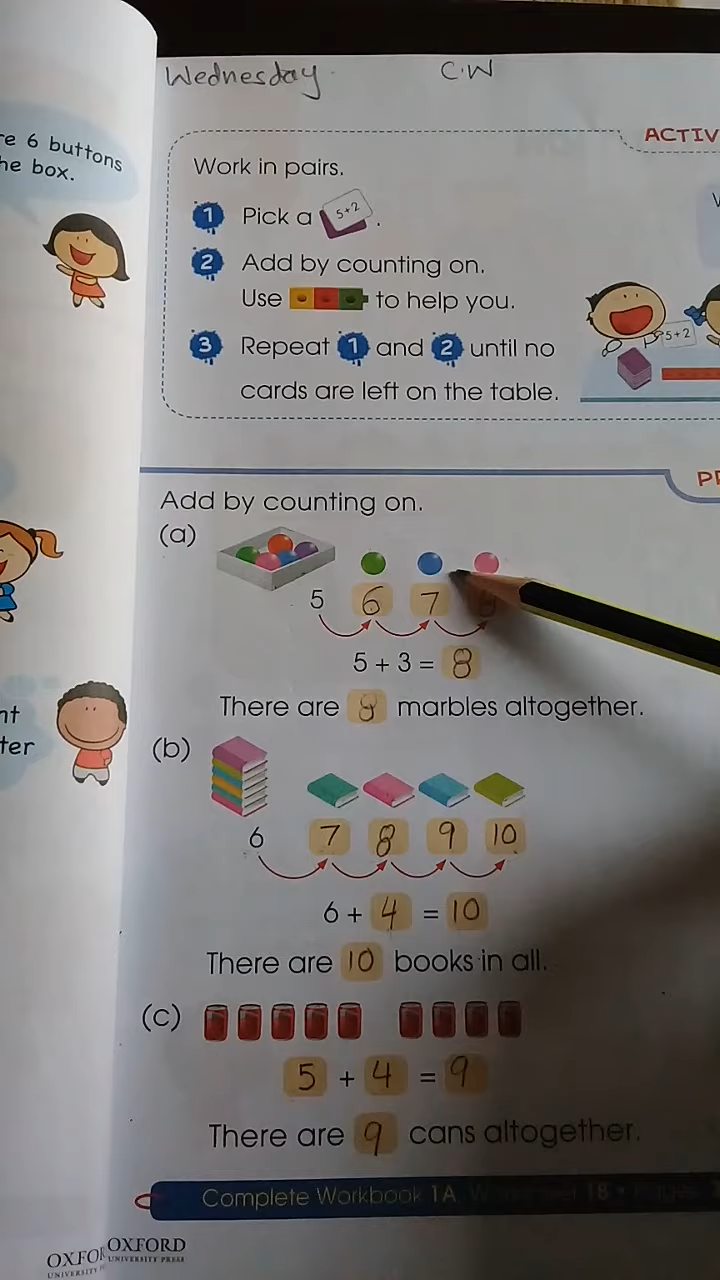 Wednesday C.W
re 6 buttons
he box.
ACTIV
Work in pairs.
1 Pick a 5+2 .
2 Add by counting on.
Use to help you.
3 Repeat 1 and 2 until no
cards are left on the table.
5+2
Add by counting on.
(a)
5 6 7
5 + 3 = 8
There are 8 marbles altogether.
nt
ter
(b)
6 7 8 9 10
6 + 4 = 10
There are 10 books in all.
(c)
5 + 4 = 9
There are 9 cans altogether.
Complete Workbook 1A
OXFORD
UNIVERSITY PRESS
OXFO
UNIVERSITY